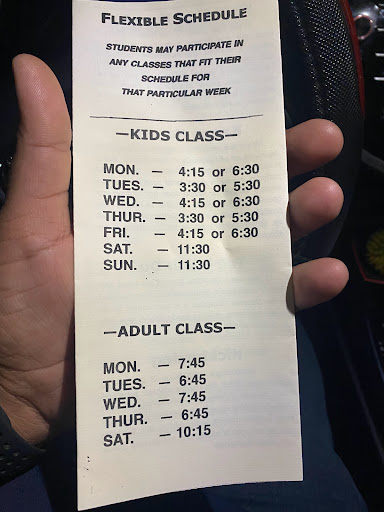 FLEXIBLE SCHEDULE
STUDENTS MAY PARTICIPATE IN
ANY CLASSES THAT FIT THEIR
SCHEDULE FOR
THAT PARTICULAR WEEK
—KIDS CLASS—
MON. — 4:15 or 6:30
TUES. — 3:30 or 5:30
WED. — 4:15 or 6:30
THUR. — 3:30 or 5:30
FRI. — 4:15 or 6:30
SAT. — 11:30
SUN. — 11:30
—ADULT CLASS—
MON. — 7:45
TUES. — 6:45
WED. — 7:45
THUR. — 6:45
SAT. — 10:15